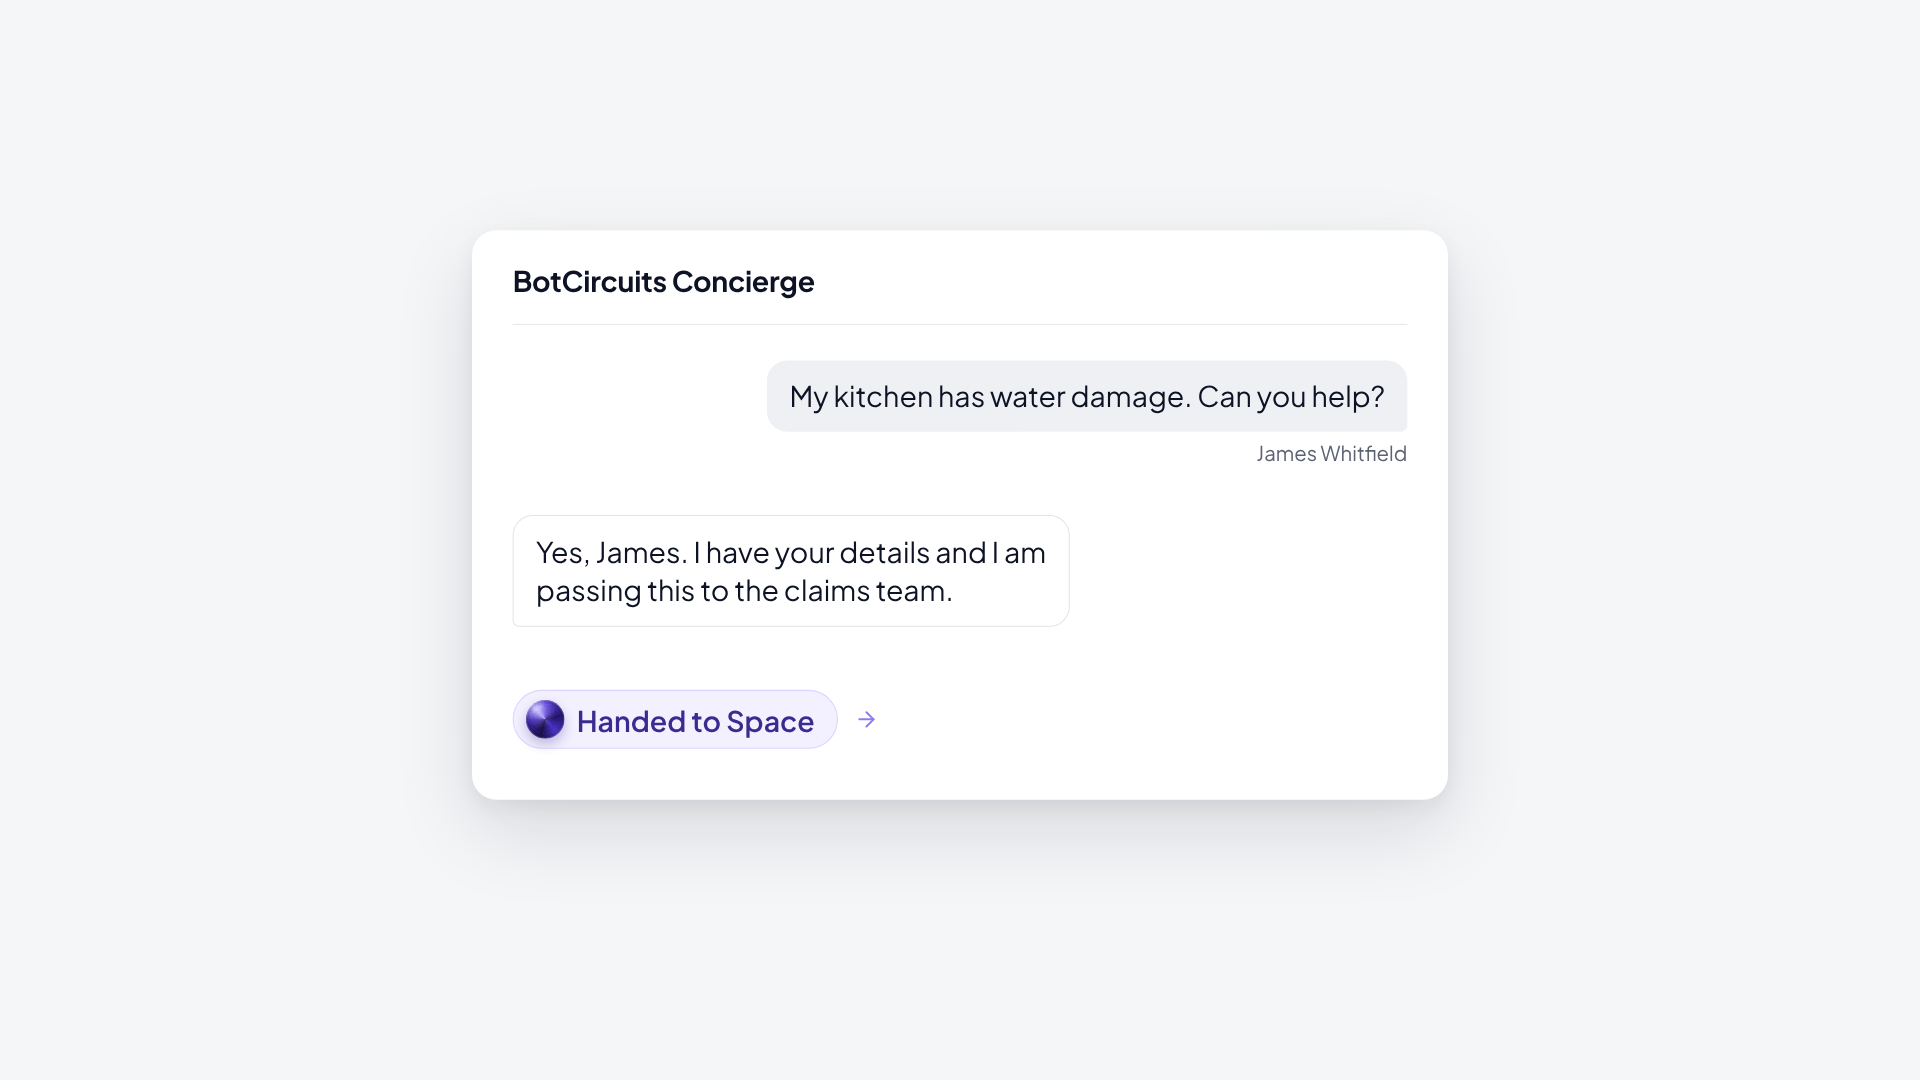 BotCircuits Concierge
My kitchen has water damage. Can you help?
James Whitfield
Yes, James. I have your details and I am
passing this to the claims team.
Handed to Space